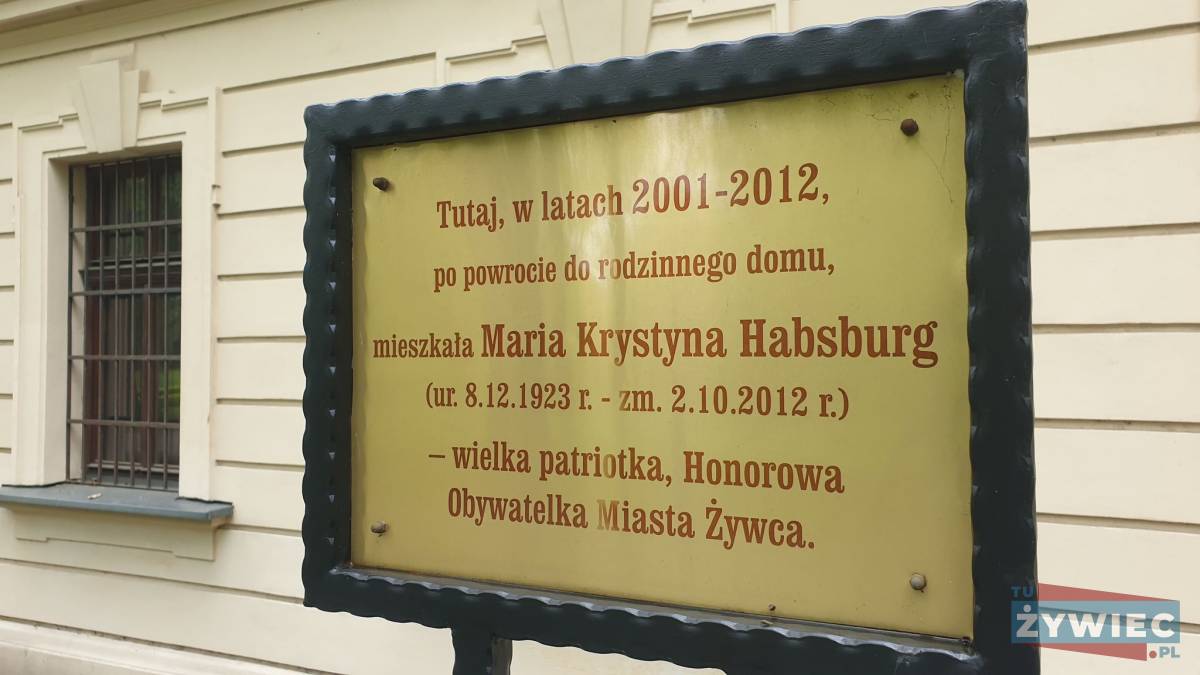 Tutaj, w latach 2001-2012,
po powrocie do rodzinnego domu,
mieszkała Maria Krystyna Habsburg
(ur. 8.12.1923 r. - zm. 2.10.2012 r.)
– wielka patriotka, Honorowa
Obywatelka Miasta Żywca.
TU
ŻYWIEC
.PL